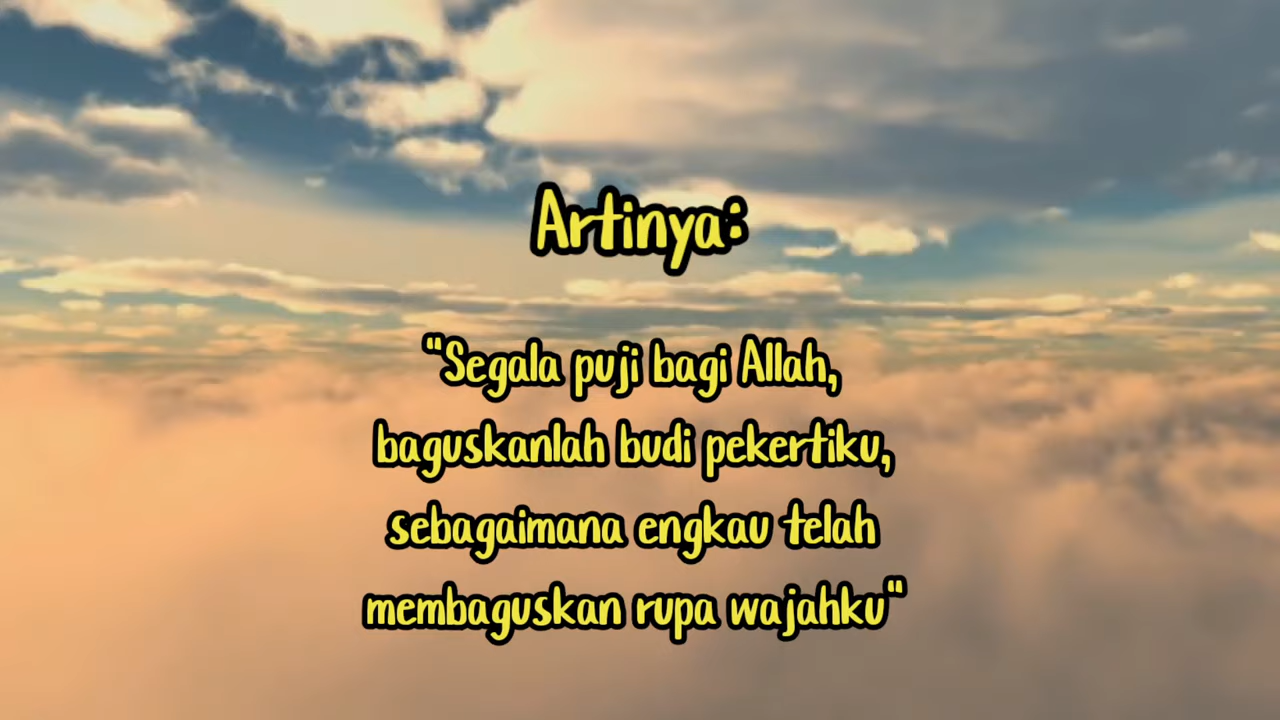 Artinya:
"Segala puji bagi Allah,
baguskanlah budi pekertiku,
sebagaimana engkau telah
membaguskan rupa wajahku"